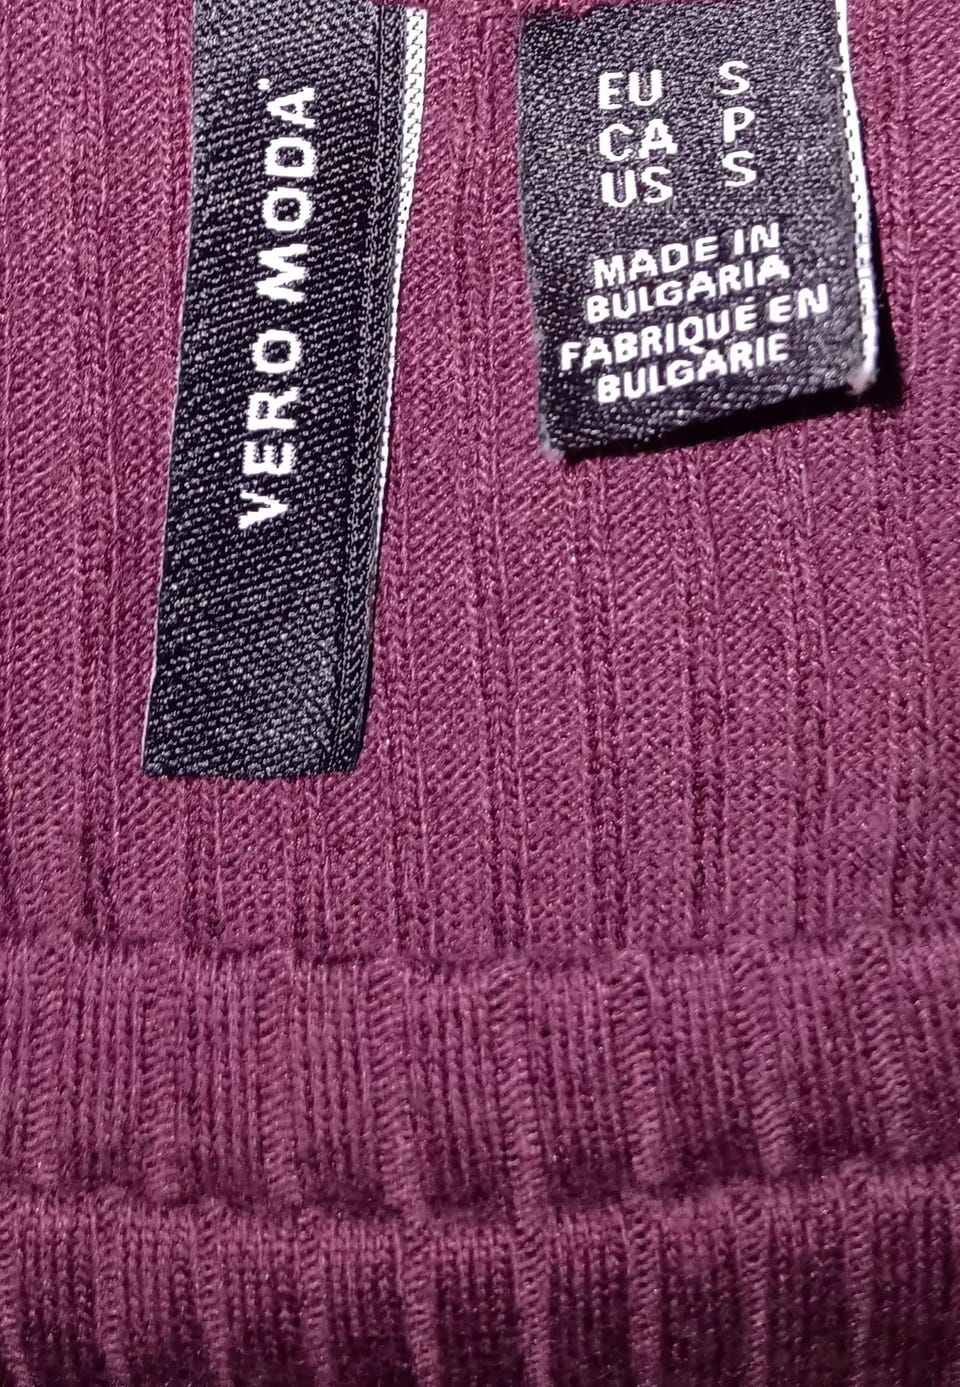 VERO MODA
EU S
CA P
US S
MADE IN
BULGARIA
FABRIQUE EN
BULGARIE